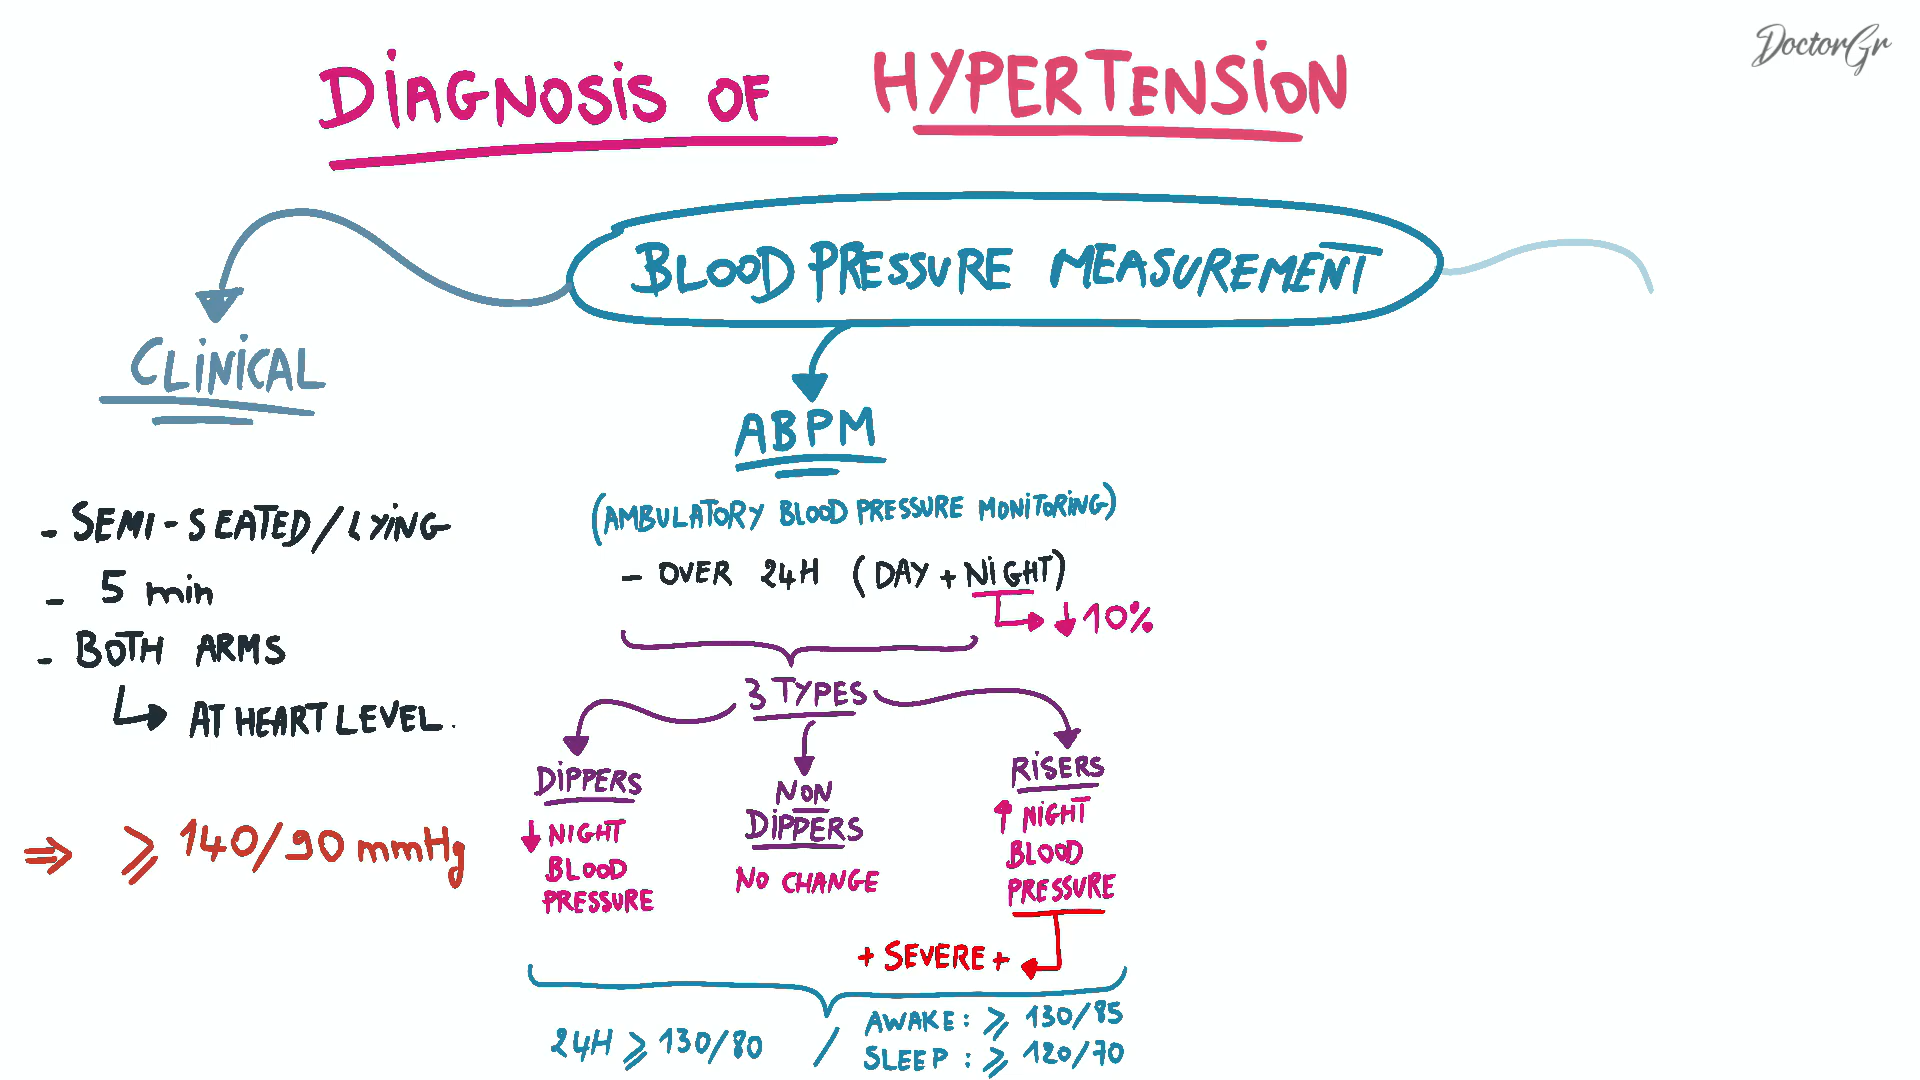 DoctorGr
DIAGNOSIS OF HYPERTENSION
BLOOD PRESSURE MEASUREMENT
CLINICAL
- SEMI-SEATED/LYING
- 5 min
- BOTH ARMS
AT HEART LEVEL.
⇒ ⩾ 140/90 mmHg
ABPM
(AMBULATORY BLOOD PRESSURE MONITORING)
- OVER 24H (DAY + NIGHT)
↓ 10%
3 TYPES
DIPPERS
↓ NIGHT
BLOOD
PRESSURE
NON
DIPPERS
NO CHANGE
RISERS
↑ NIGHT
BLOOD
PRESSURE
+ SEVERE +
24H ⩾ 130/80 /
AWAKE: ⩾ 130/85
SLEEP: ⩾ 120/70